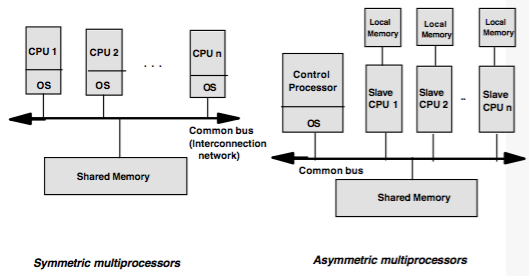 CPU 1
OS
CPU 2
OS
. . .
CPU n
OS
Common bus
(Interconnection
network)
Shared Memory
Symmetric multiprocessors
Control
Processor
OS
Local
Memory
Slave
CPU 1
Local
Memory
Slave
CPU 2
..
Local
Memory
Slave
CPU n
Common bus
Shared Memory
Asymmetric multiprocessors